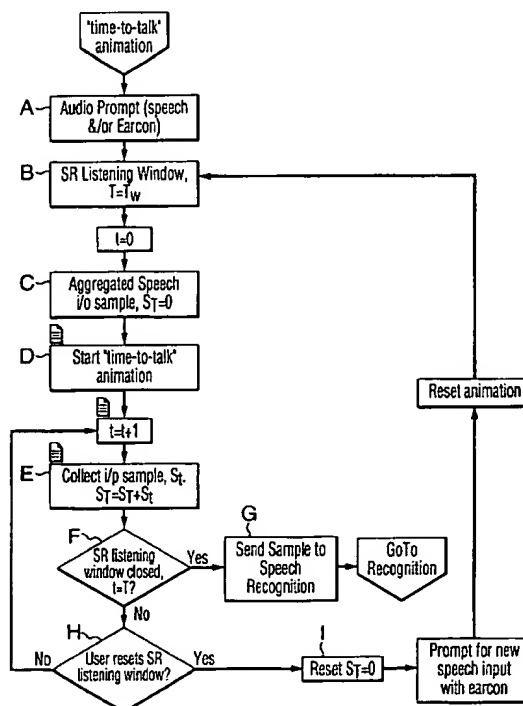 "time-to-talk"
animation
A
Audio Prompt (speech
&/or Earcon)
B
SR Listening Window,
T=Tw
t=0
C
Aggregated Speech
i/o sample, ST=0
D
Start "time-to-talk"
animation
t=t+1
E
Collect i/p sample, St.
ST=ST+St
F
SR listening
window closed,
t=T?
Yes
G
Send Sample to
Speech
Recognition
GoTo
Recognition
No
H
User resets SR
listening window?
No
Yes
I
Reset ST=0
Prompt for new
speech input
with earcon
Reset animation